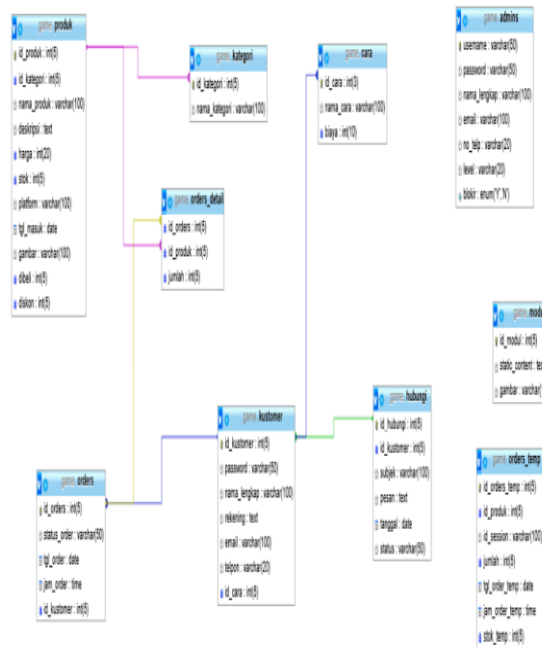 game produk
id_produk : int(5)
id_kategori : int(5)
nama_produk : varchar(100)
deskripsi : text
harga : int(20)
stok : int(5)
platform : varchar(100)
tgl_masuk : date
gambar : varchar(100)
dibeli : int(5)
diskon : int(5)
game kategori
id_kategori : int(5)
nama_kategori : varchar(100)
game cara
id_cara : int(3)
nama_cara : varchar(100)
biaya : int(10)
game admins
username : varchar(50)
password : varchar(50)
nama_lengkap : varchar(100)
email : varchar(100)
no_telp : varchar(20)
level : varchar(20)
blokir : enum('Y','N')
game orders_detail
id_orders : int(5)
id_produk : int(5)
jumlah : int(5)
game mod
id_modul : int(5)
static_content : te
gambar : varchar(
game kustomer
id_kustomer : int(5)
password : varchar(50)
nama_lengkap : varchar(100)
rekening : text
email : varchar(100)
telpon : varchar(20)
id_cara : int(5)
game hubungi
id_hubungi : int(5)
id_kustomer : int(5)
subjek : varchar(100)
pesan : text
tanggal : date
status : varchar(50)
game orders
id_orders : int(5)
status_order : varchar(50)
tgl_order : date
jam_order : time
id_kustomer : int(5)
game orders_temp
id_orders_temp : int(5)
id_produk : int(5)
id_session : varchar(100)
jumlah : int(5)
tgl_order_temp : date
jam_order_temp : time
stok_temp : int(5)